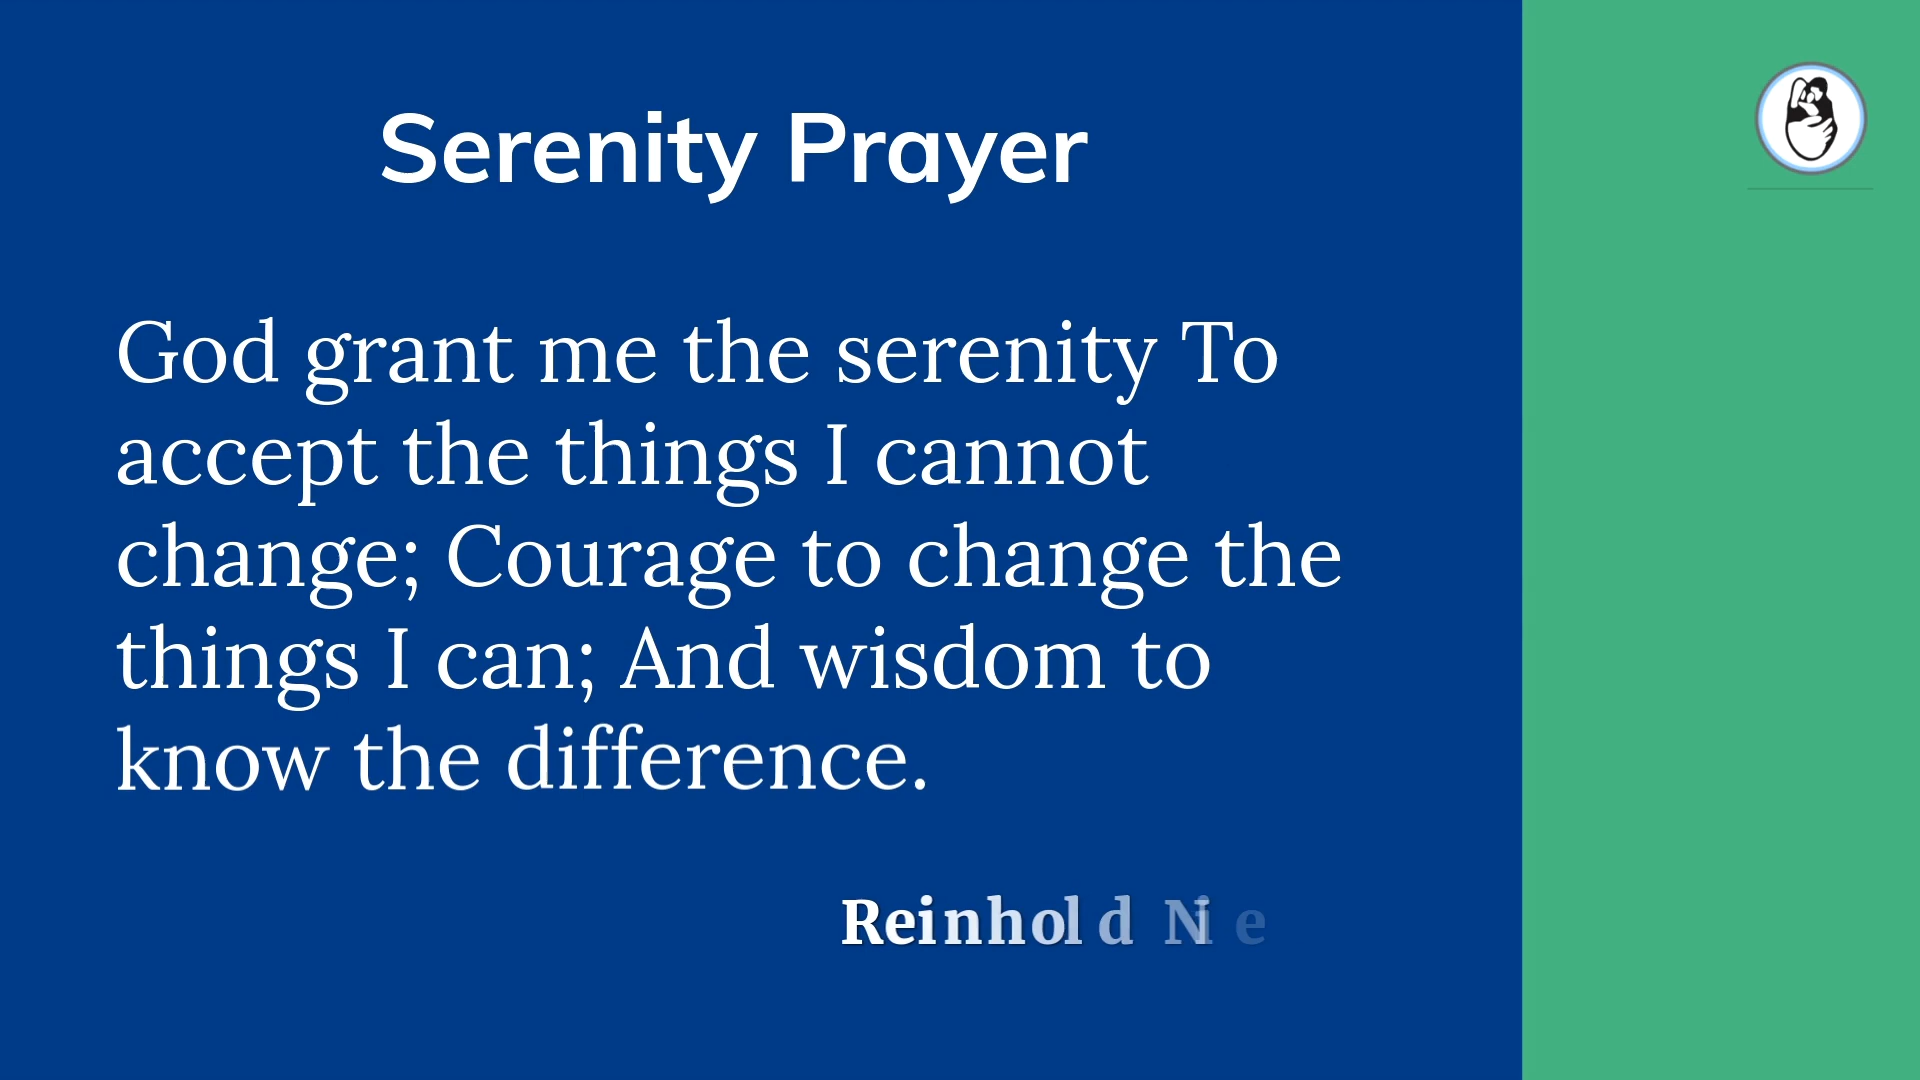 Serenity Prayer
God grant me the serenity To
accept the things I cannot
change; Courage to change the
things I can; And wisdom to
know the difference.
Reinhold Nie